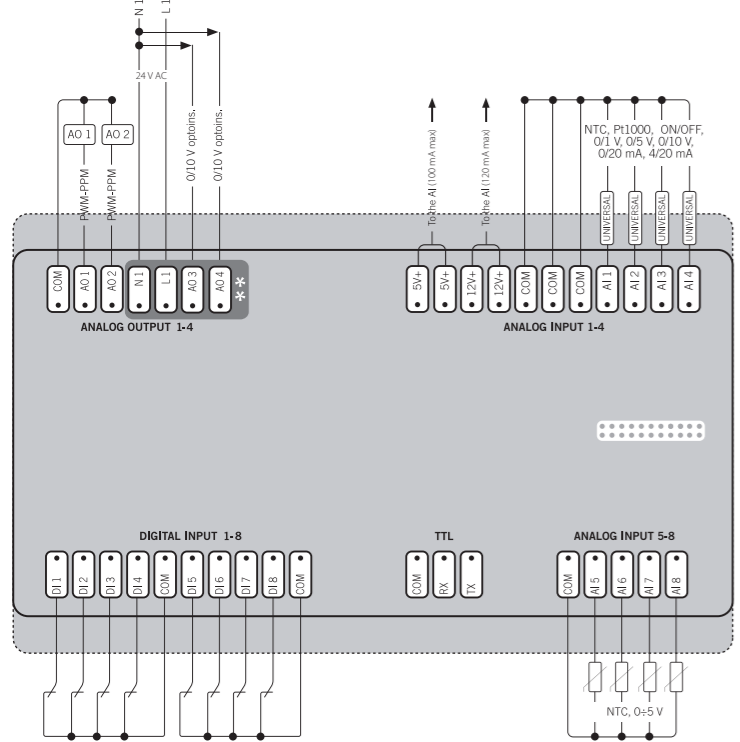 N 1
L 1
24 V AC
AO 1
AO 2
PWM-PPM
PWM-PPM
0/10 V optoins.
0/10 V optoins.
To the AI (100 mA max)
To the AI (120 mA max)
NTC, Pt1000, ON/OFF,
0/1 V, 0/5 V, 0/10 V,
0/20 mA, 4/20 mA
UNIVERSAL
UNIVERSAL
UNIVERSAL
UNIVERSAL
COM
AO 1
AO 2
N 1
L 1
AO 3
AO 4
**
5V+
5V+
12V+
12V+
COM
COM
COM
AI 1
AI 2
AI 3
AI 4
ANALOG OUTPUT 1-4
ANALOG INPUT 1-4
DIGITAL INPUT 1-8
TTL
ANALOG INPUT 5-8
DI 1
DI 2
DI 3
DI 4
COM
DI 5
DI 6
DI 7
DI 8
COM
COM
RX
TX
COM
AI 5
AI 6
AI 7
AI 8
NTC, 0÷5 V